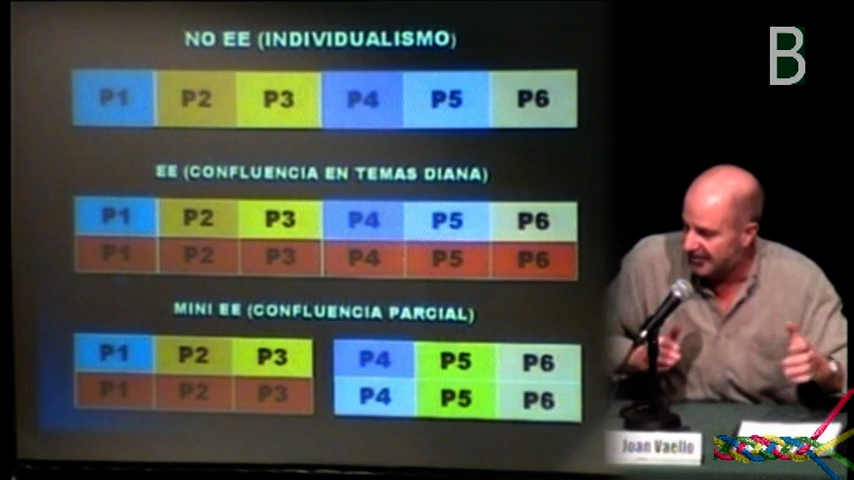 B
NO EE (INDIVIDUALISMO)
P1 P2 P3 P4 P5 P6
EE (CONFLUENCIA EN TEMAS DIANA)
P1 P2 P3 P4 P5 P6
P1 P2 P3 P4 P5 P6
MINI EE (CONFLUENCIA PARCIAL)
P1 P2 P3 P4 P5 P6
P1 P2 P3 P4 P5 P6
Joan Vaello